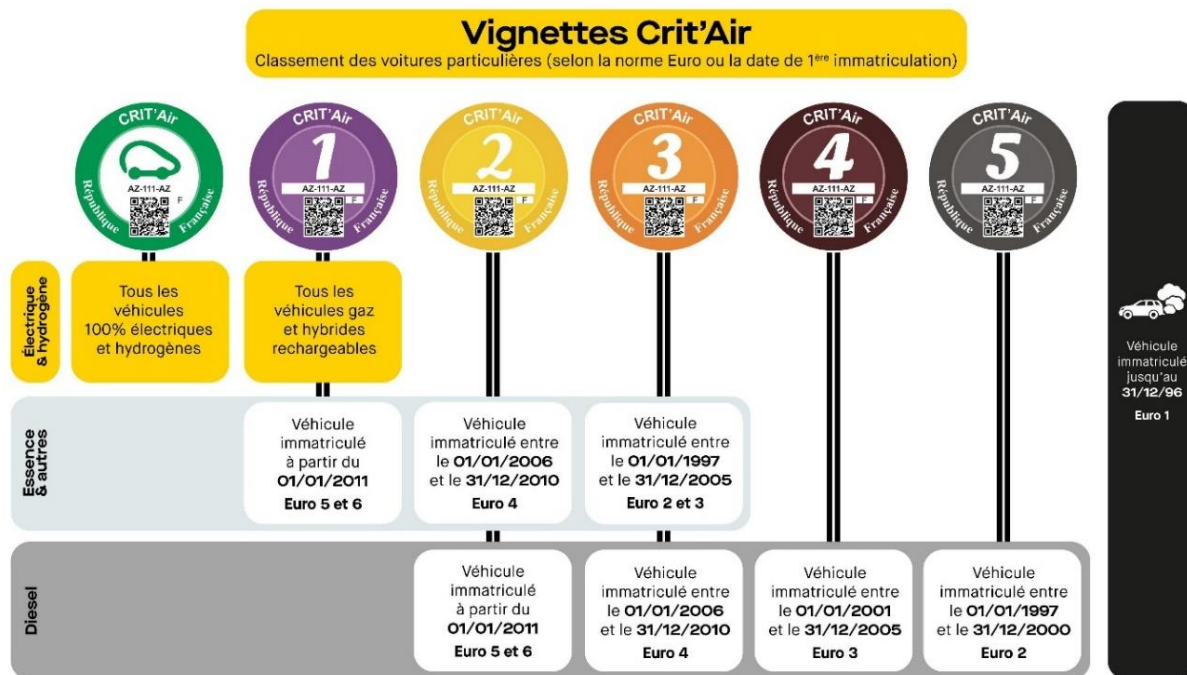 Vignettes Crit'Air
Classement des voitures particulières (selon la norme Euro ou la date de 1ère immatriculation)
CRIT'Air
AZ-111-AZ
F
République Française
CRIT'Air
1
AZ-111-AZ
F
République Française
CRIT'Air
2
AZ-111-AZ
F
République Française
CRIT'Air
3
AZ-111-AZ
F
République Française
CRIT'Air
4
AZ-111-AZ
F
République Française
CRIT'Air
5
AZ-111-AZ
F
République Française
Électrique
& hydrogène
Tous les
véhicules
100% électriques
et hydrogènes
Tous les
véhicules gaz
et hybrides
rechargeables
Essence
& autres
Véhicule
immatriculé
à partir du
01/01/2011
Euro 5 et 6
Véhicule
immatriculé entre
le 01/01/2006
et le 31/12/2010
Euro 4
Véhicule
immatriculé entre
le 01/01/1997
et le 31/12/2005
Euro 2 et 3
Diesel
Véhicule
immatriculé
à partir du
01/01/2011
Euro 5 et 6
Véhicule
immatriculé entre
le 01/01/2006
et le 31/12/2010
Euro 4
Véhicule
immatriculé entre
le 01/01/2001
et le 31/12/2005
Euro 3
Véhicule
immatriculé entre
le 01/01/1997
et le 31/12/2000
Euro 2
Véhicule
immatriculé
jusqu'au
31/12/96
Euro 1